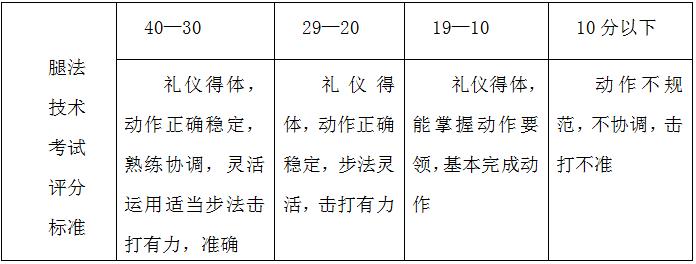 腿法
技术
考试
评分
标准
40—30
29—20
19—10
10 分以下
礼仪得体，
动作正确稳定，
熟练协调，灵活
运用适当步法击
打有力，准确
礼仪得
体，动作正确
稳定，步法灵
活，击打有力
礼仪得体，
能掌握动作要
领，基本完成动
作
动作不规
范，不协调，击
打不准